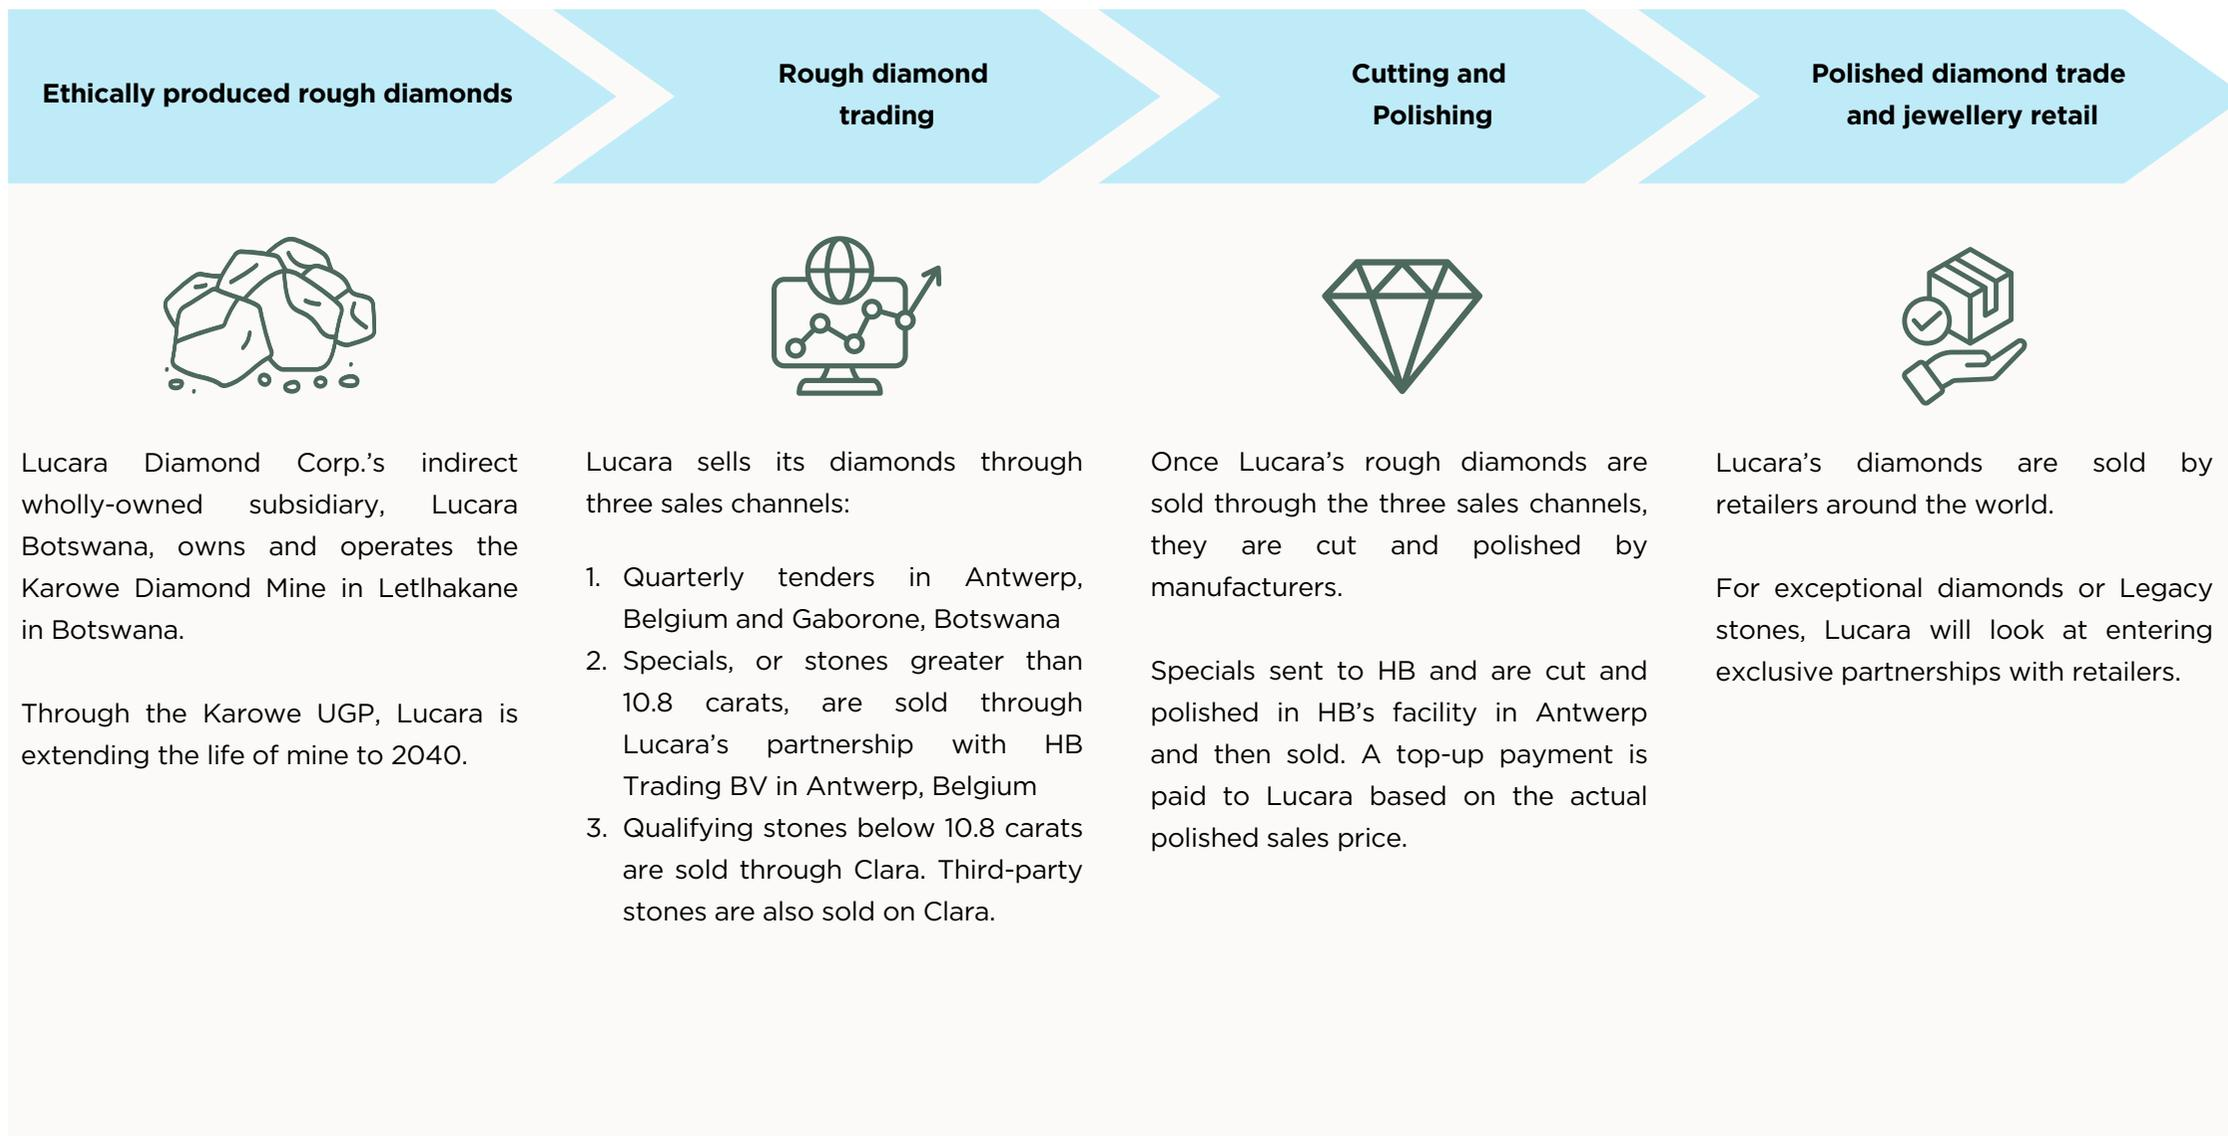 Ethically produced rough diamonds
Rough diamond
trading
Cutting and
Polishing
Polished diamond trade
and jewellery retail
Lucara Diamond Corp.’s indirect
wholly-owned subsidiary, Lucara
Botswana, owns and operates the
Karowe Diamond Mine in Letlhakane
in Botswana.
Through the Karowe UGP, Lucara is
extending the life of mine to 2040.
Lucara sells its diamonds through
three sales channels:
1. Quarterly tenders in Antwerp,
Belgium and Gaborone, Botswana
2. Specials, or stones greater than
10.8 carats, are sold through
Lucara’s partnership with HB
Trading BV in Antwerp, Belgium
3. Qualifying stones below 10.8 carats
are sold through Clara. Third-party
stones are also sold on Clara.
Once Lucara’s rough diamonds are
sold through the three sales channels,
they are cut and polished by
manufacturers.
Specials sent to HB and are cut and
polished in HB’s facility in Antwerp
and then sold. A top-up payment is
paid to Lucara based on the actual
polished sales price.
Lucara’s diamonds are sold by
retailers around the world.
For exceptional diamonds or Legacy
stones, Lucara will look at entering
exclusive partnerships with retailers.